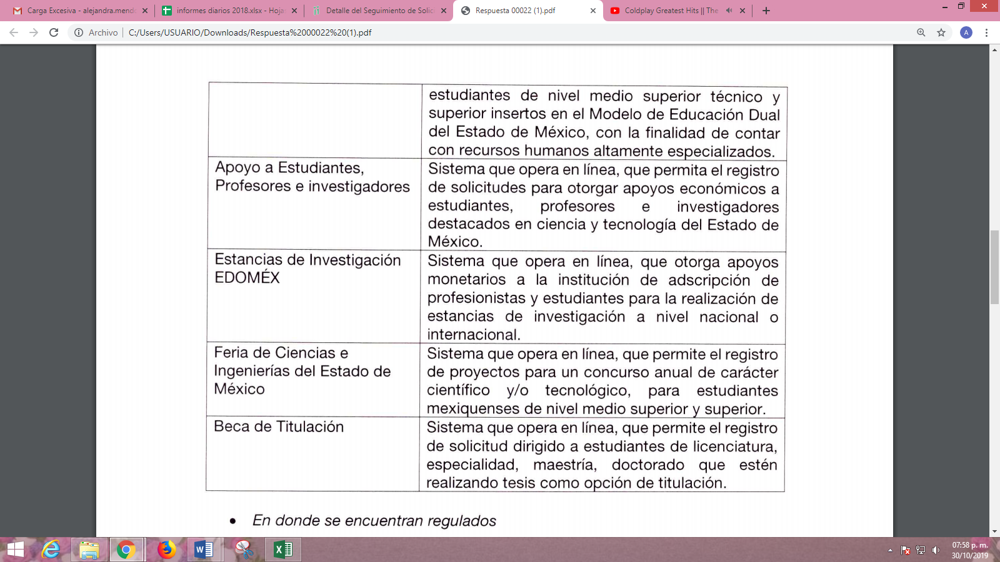 Carga Excesiva - alejandra.mend
informes diarios 2018.xlsx - Hoja
Detalle del Seguimiento de Solic
Respuesta 00022 (1).pdf
Coldplay Greatest Hits || The
Archivo
C:/Users/USUARIO/Downloads/Respuesta%2000022%20(1).pdf
A
estudiantes de nivel medio superior técnico y
superior insertos en el Modelo de Educación Dual
del Estado de México, con la finalidad de contar
con recursos humanos altamente especializados.
Apoyo a Estudiantes,
Profesores e investigadores
Sistema que opera en línea, que permita el registro
de solicitudes para otorgar apoyos económicos a
estudiantes, profesores e investigadores
destacados en ciencia y tecnología del Estado de
México.
Estancias de Investigación
EDOMÉX
Sistema que opera en línea, que otorga apoyos
monetarios a la institución de adscripción de
profesionistas y estudiantes para la realización de
estancias de investigación a nivel nacional o
internacional.
Feria de Ciencias e
Ingenierías del Estado de
México
Sistema que opera en línea, que permite el registro
de proyectos para un concurso anual de carácter
científico y/o tecnológico, para estudiantes
mexiquenses de nivel medio superior y superior.
Beca de Titulación
Sistema que opera en línea, que permite el registro
de solicitud dirigido a estudiantes de licenciatura,
especialidad, maestría, doctorado que estén
realizando tesis como opción de titulación.
• En donde se encuentran regulados
07:58 p. m.
30/10/2019